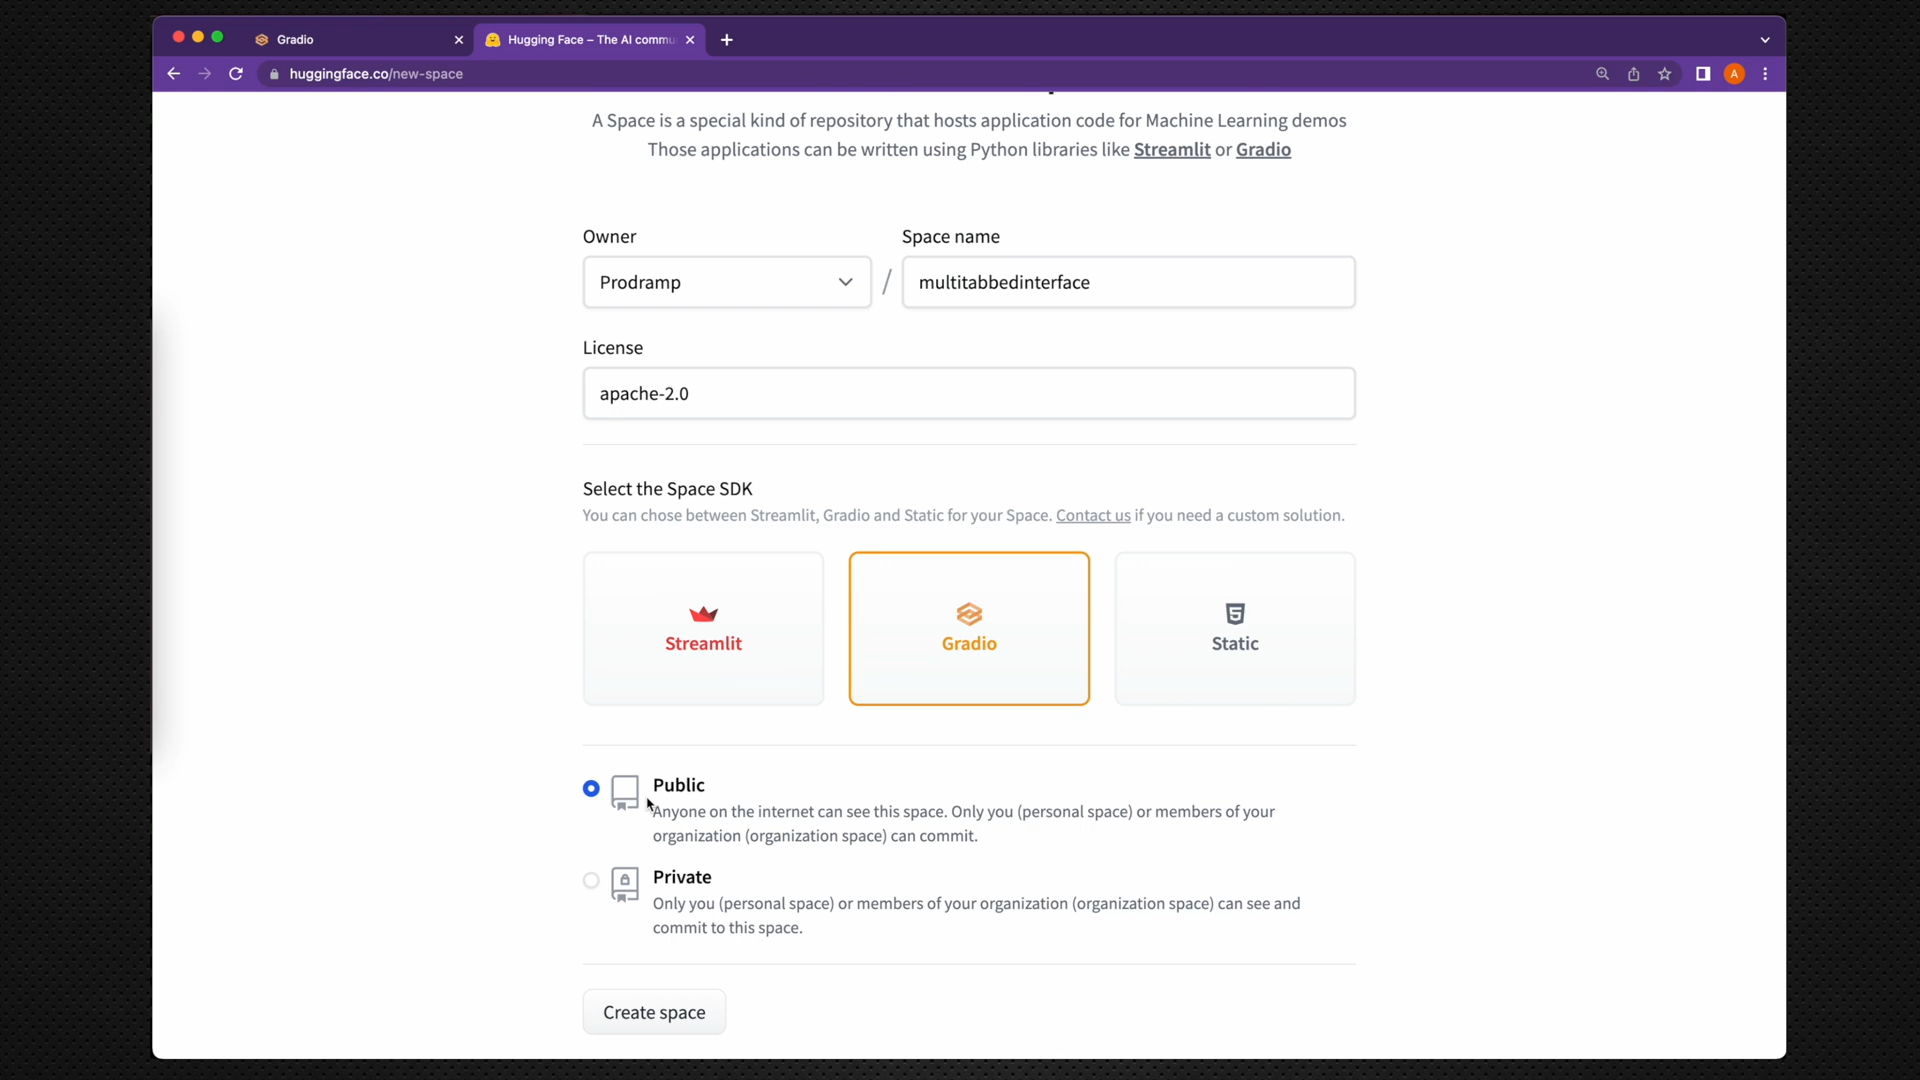 Gradio
Hugging Face – The AI commu
huggingface.co/new-space
A
A Space is a special kind of repository that hosts application code for Machine Learning demos
Those applications can be written using Python libraries like Streamlit or Gradio
Owner
Space name
Prodramp
/
multitabbedinterface
License
apache-2.0
Select the Space SDK
You can chose between Streamlit, Gradio and Static for your Space. Contact us if you need a custom solution.
Streamlit
Gradio
Static
Public
Anyone on the internet can see this space. Only you (personal space) or members of your
organization (organization space) can commit.
Private
Only you (personal space) or members of your organization (organization space) can see and
commit to this space.
Create space